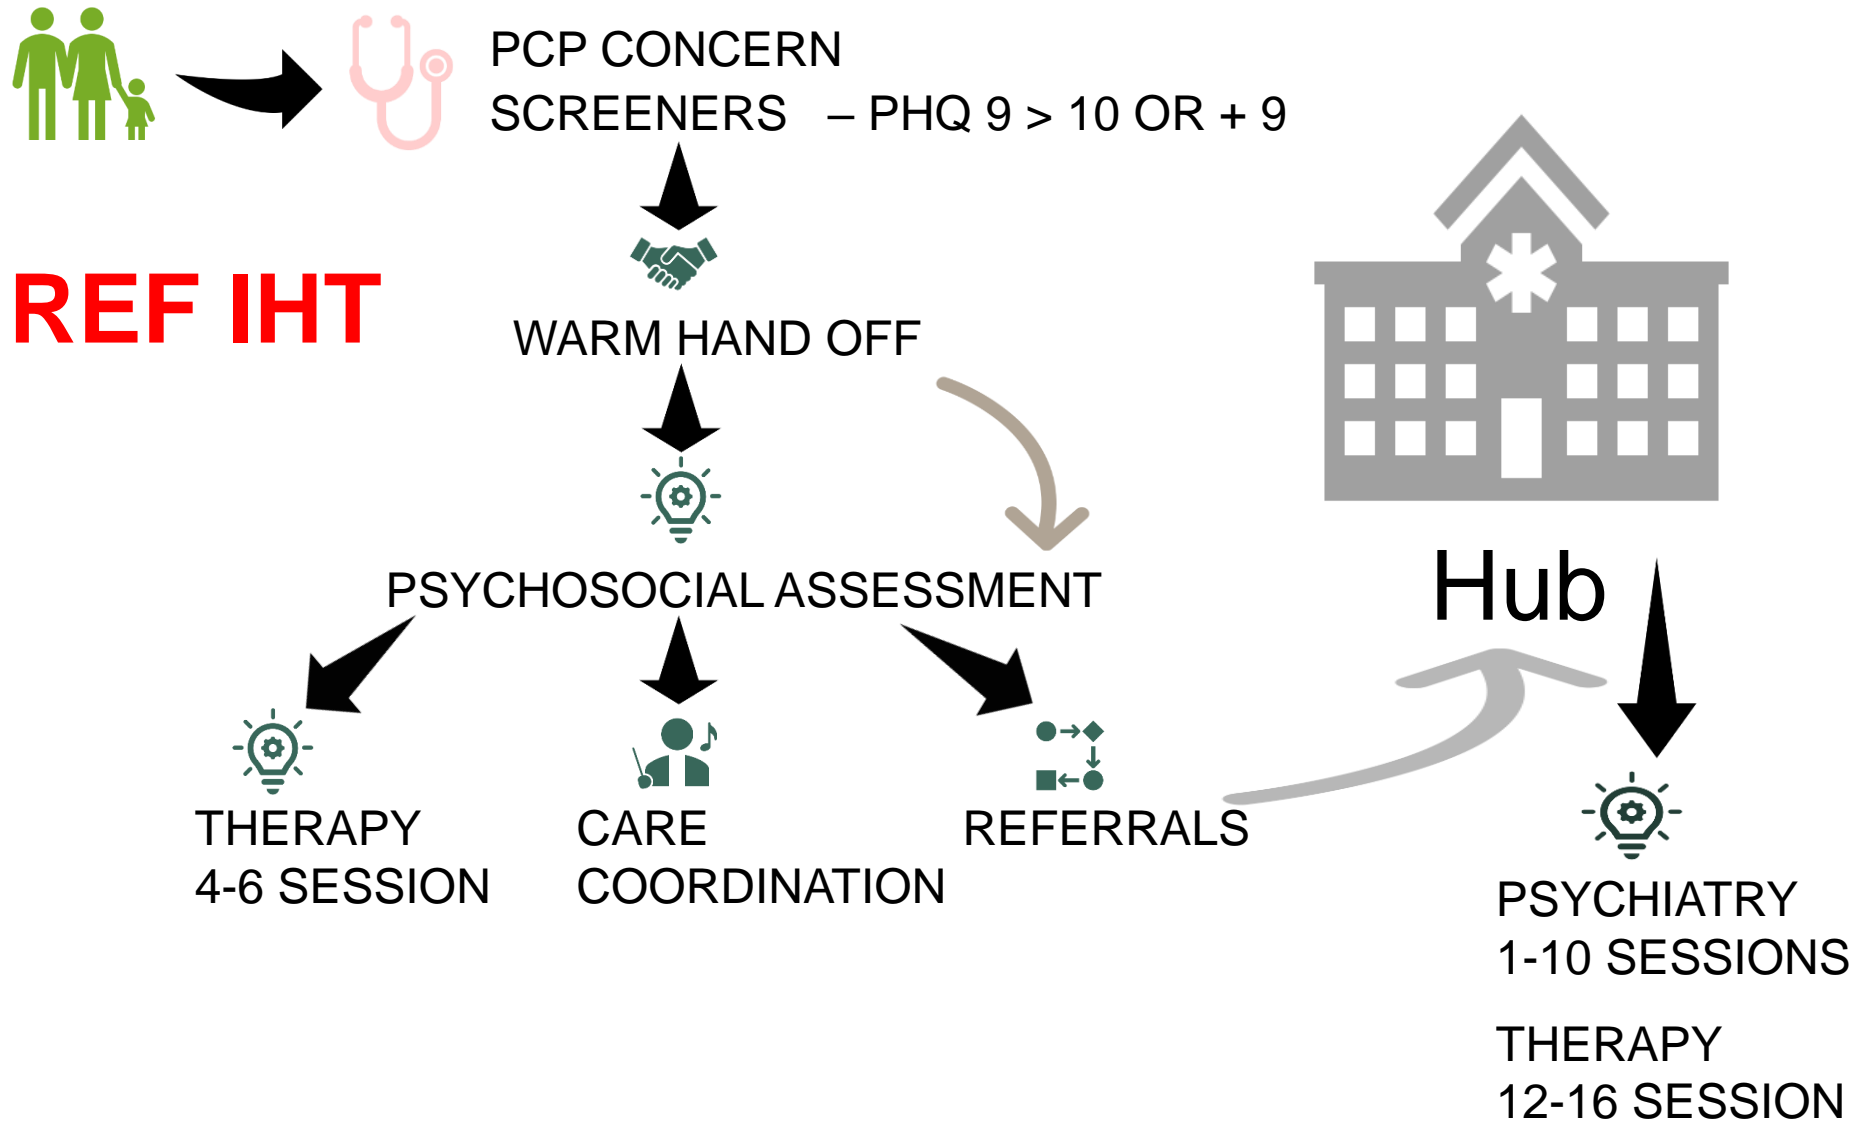 PCP CONCERN
SCREENERS – PHQ 9 > 10 OR + 9
REF IHT
WARM HAND OFF
PSYCHOSOCIAL ASSESSMENT
Hub
THERAPY
4-6 SESSION
CARE
COORDINATION
REFERRALS
PSYCHIATRY
1-10 SESSIONS
THERAPY
12-16 SESSION